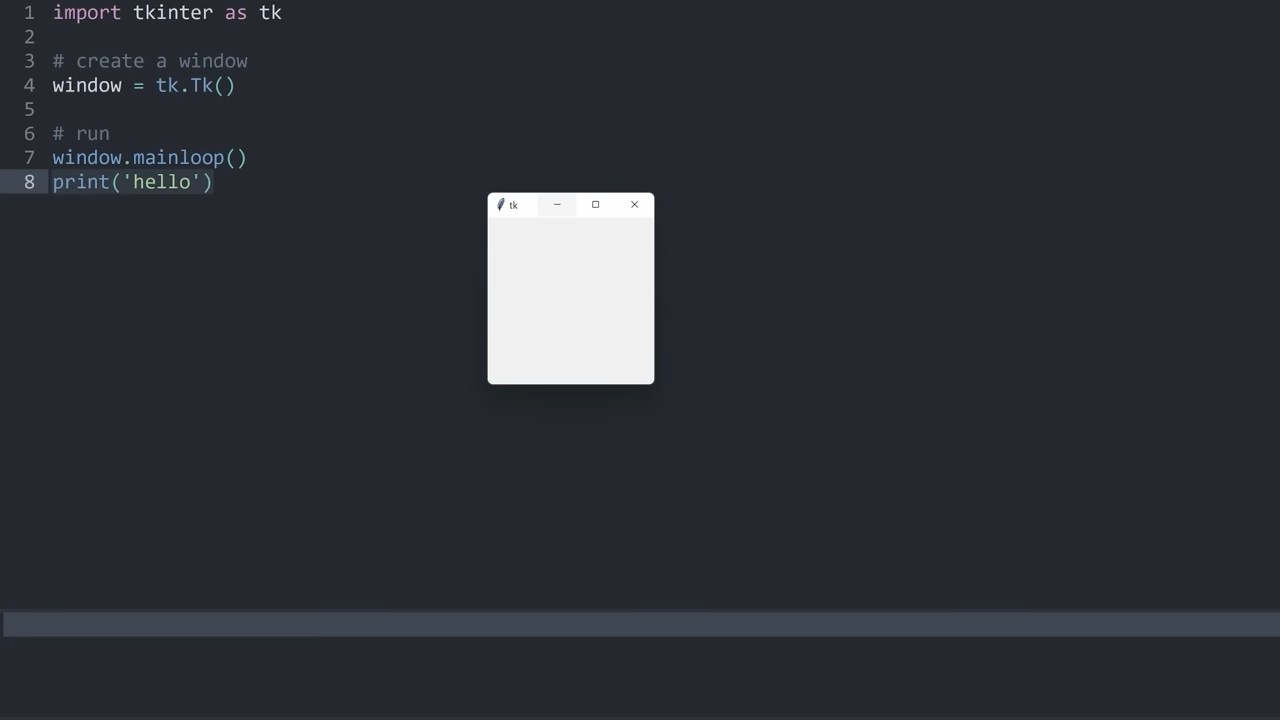 1 import tkinter as tk
2
3 # create a window
4 window = tk.Tk()
5
6 # run
7 window.mainloop()
8 print('hello')
tk